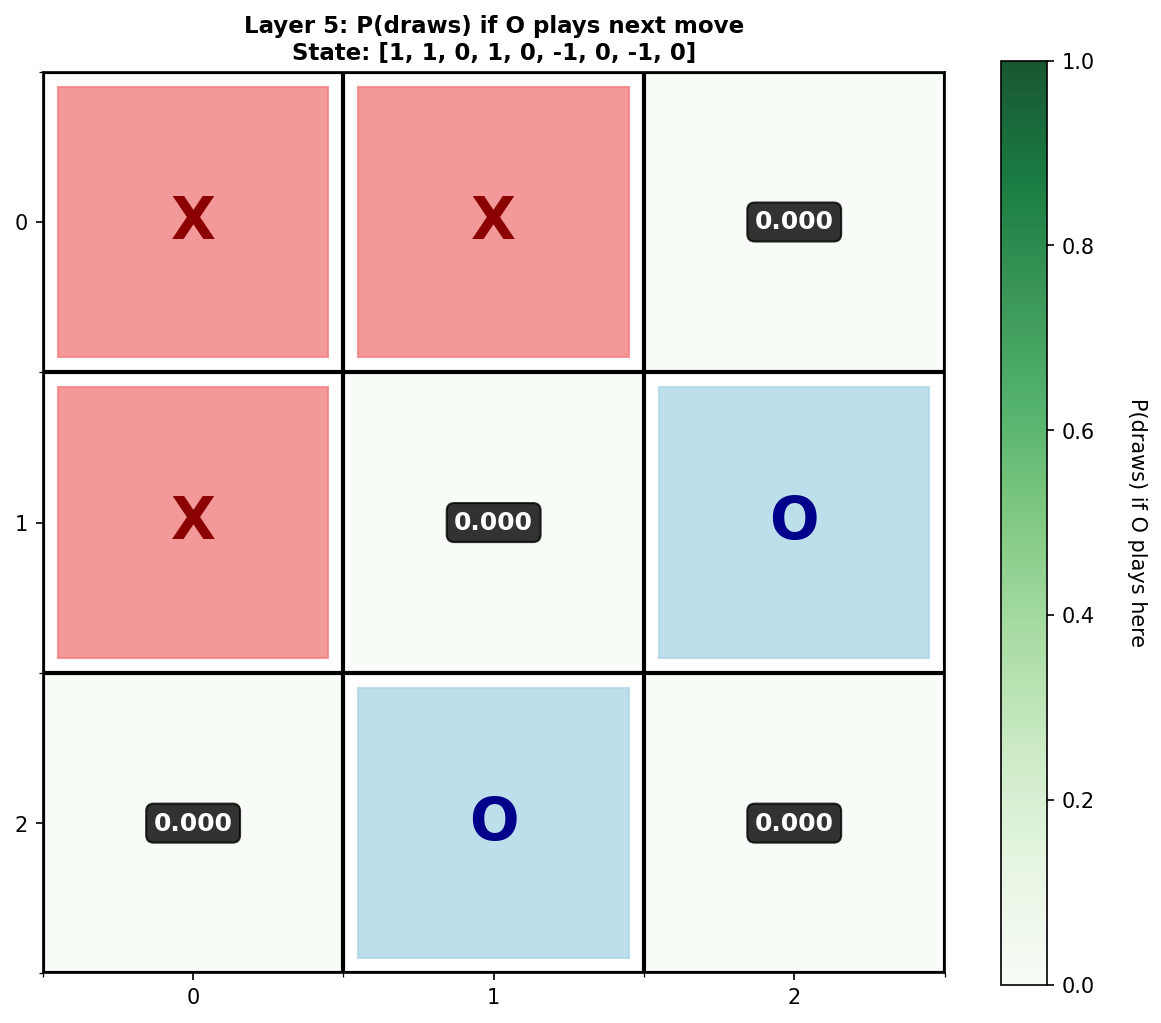 Layer 5: P(draws) if O plays next move
State: [1, 1, 0, 1, 0, -1, 0, -1, 0]
X
X
0.000
X
0.000
O
0.000
O
0.000
0
1
2
0
1
2
1.0
0.8
0.6
0.4
0.2
0.0
P(draws) if O plays here